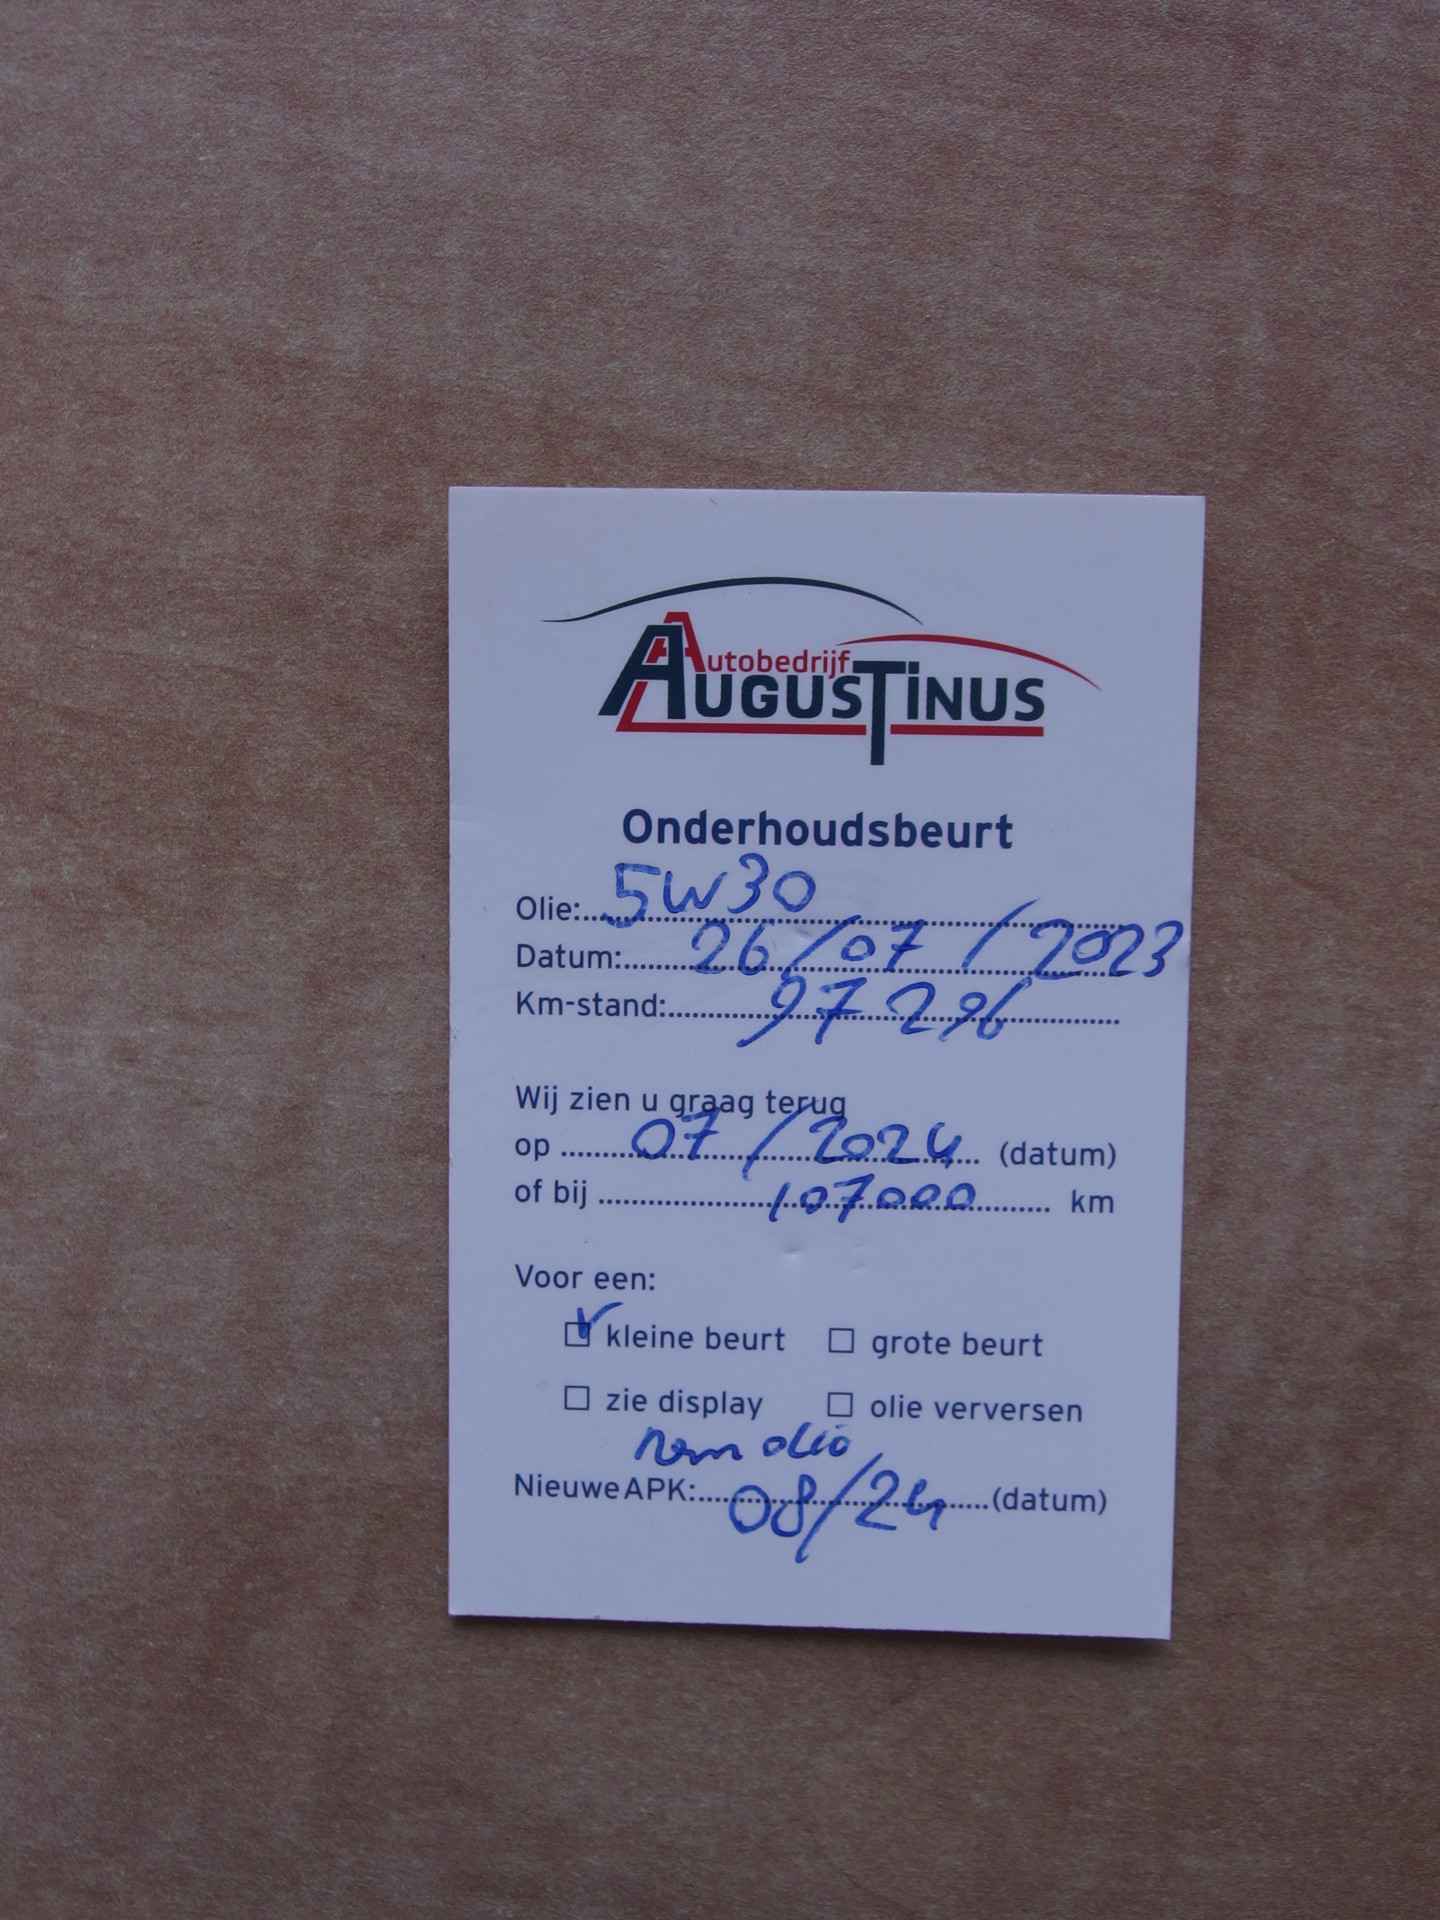 Autobedrijf
AUGUSTINUS
Onderhoudsbeurt
Olie: 5W30
Datum: 26/07/2023
Km-stand: 97296
Wij zien u graag terug
op 07/2024 (datum)
of bij 107000 km
Voor een:
kleine beurt grote beurt
zie display olie verversen
rem olie
Nieuwe APK: 08/24 (datum)